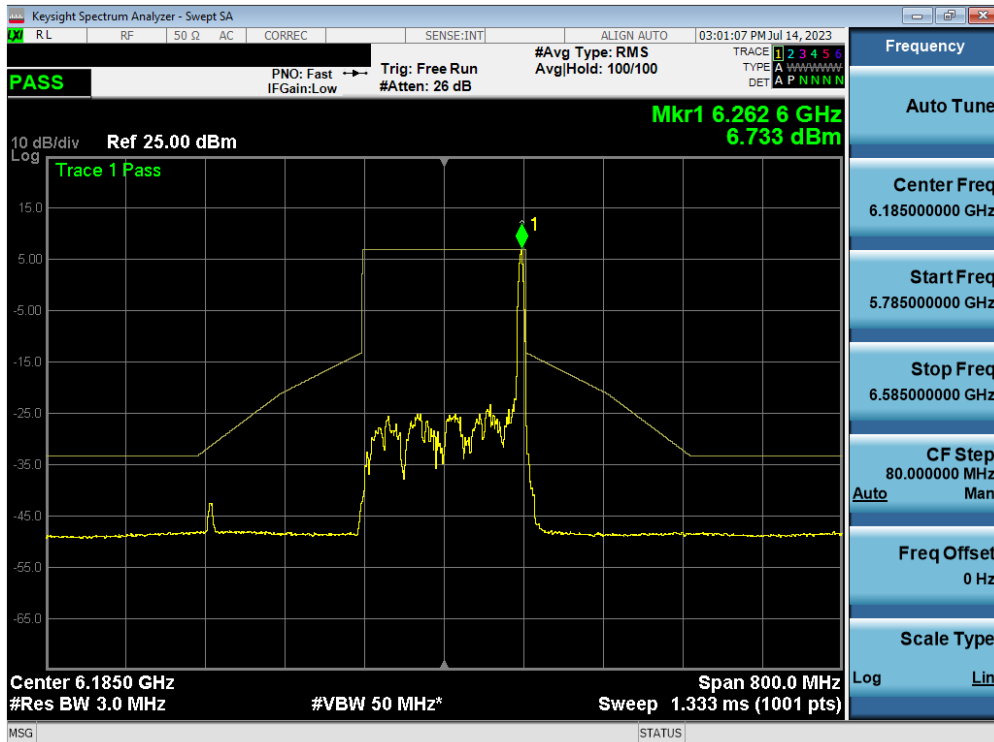 Keysight Spectrum Analyzer - Swept SA
LXI RL RF 50 Ω AC CORREC SENSE:INT ALIGN AUTO 03:01:07 PM Jul 14, 2023
PASS
PNO: Fast
IFGain:Low
Trig: Free Run
#Atten: 26 dB
#Avg Type: RMS
Avg|Hold: 100/100
TRACE 1 2 3 4 5 6
TYPE A WWWWW
DET A P N N N N
Mkr1 6.262 6 GHz
6.733 dBm
10 dB/div Ref 25.00 dBm
Log
Trace 1 Pass
1
15.0
5.00
-5.00
-15.0
-25.0
-35.0
-45.0
-55.0
-65.0
Center 6.1850 GHz Span 800.0 MHz
#Res BW 3.0 MHz #VBW 50 MHz* Sweep 1.333 ms (1001 pts)
MSG STATUS
Frequency
Auto Tune
Center Freq
6.185000000 GHz
Start Freq
5.785000000 GHz
Stop Freq
6.585000000 GHz
CF Step
80.000000 MHz
Auto Man
Freq Offset
0 Hz
Scale Type
Log Lin